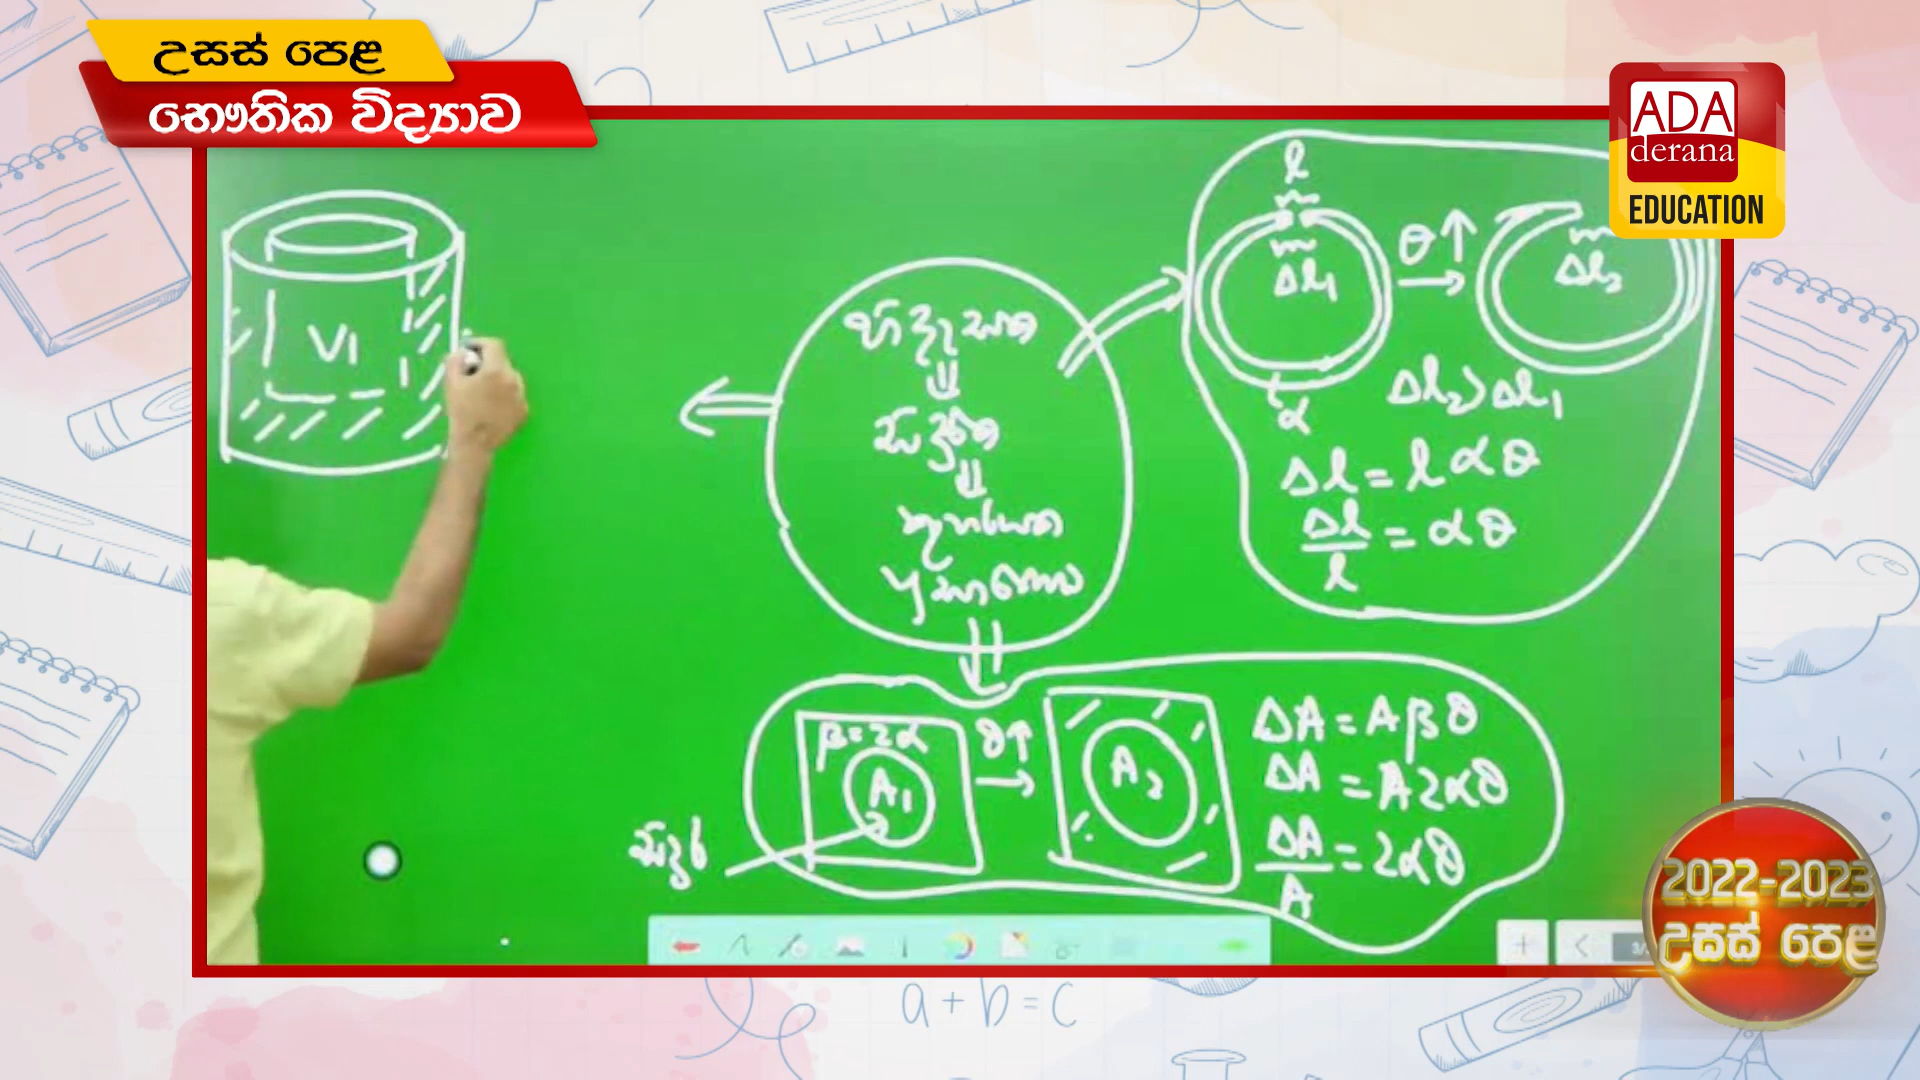 උසස් පෙළ
භෞතික විද්‍යාව
ADA
derana
EDUCATION
V1
සිදුර
l
Δl1
θ↑
Δl2
α
Δl2 > Δl1
Δl = lαθ
Δl/l = αθ
β=2α
A1
θ↑
A2
ΔA = Aβθ
ΔA = A2αθ
ΔA/A = 2αθ
2022-2023
උසස් පෙළ
a+b=c